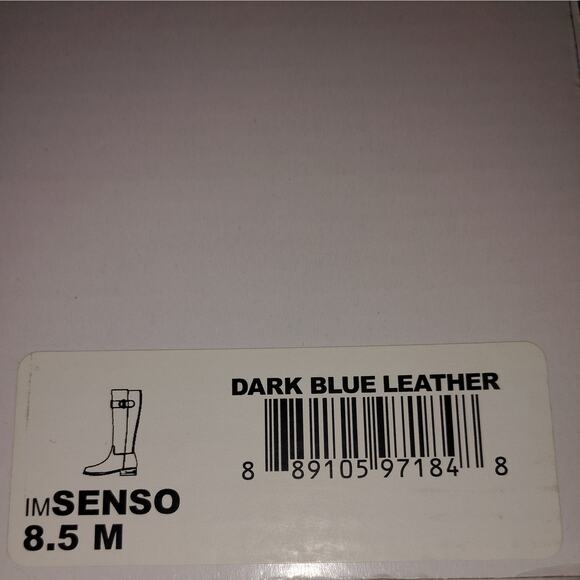 DARK BLUE LEATHER
8 89105 97184 8
IMSENSO
8.5 M